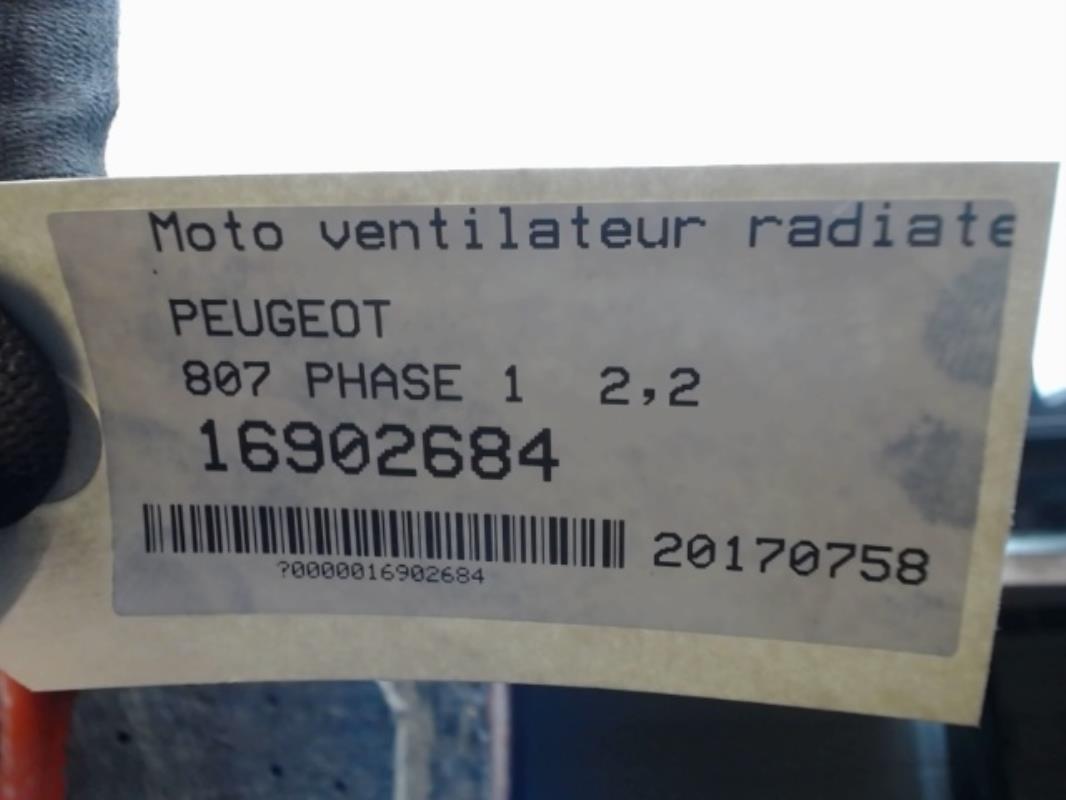 Moto ventilateur radiate
PEUGEOT
807 PHASE 1 2,2
16902684
?0000016902684
20170758